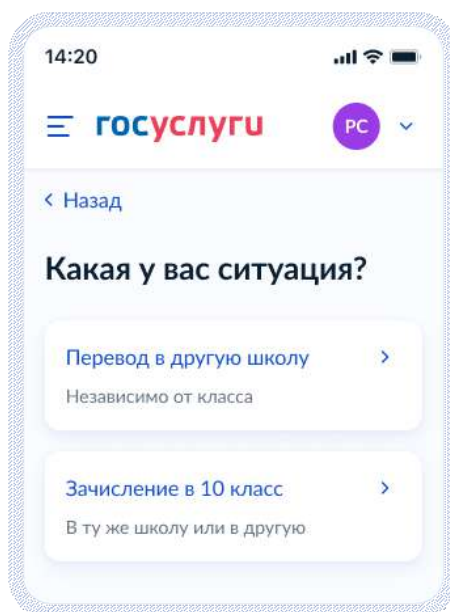 14:20
госуслуги
РС
Назад
Какая у вас ситуация?
Перевод в другую школу
Независимо от класса
Зачисление в 10 класс
В ту же школу или в другую